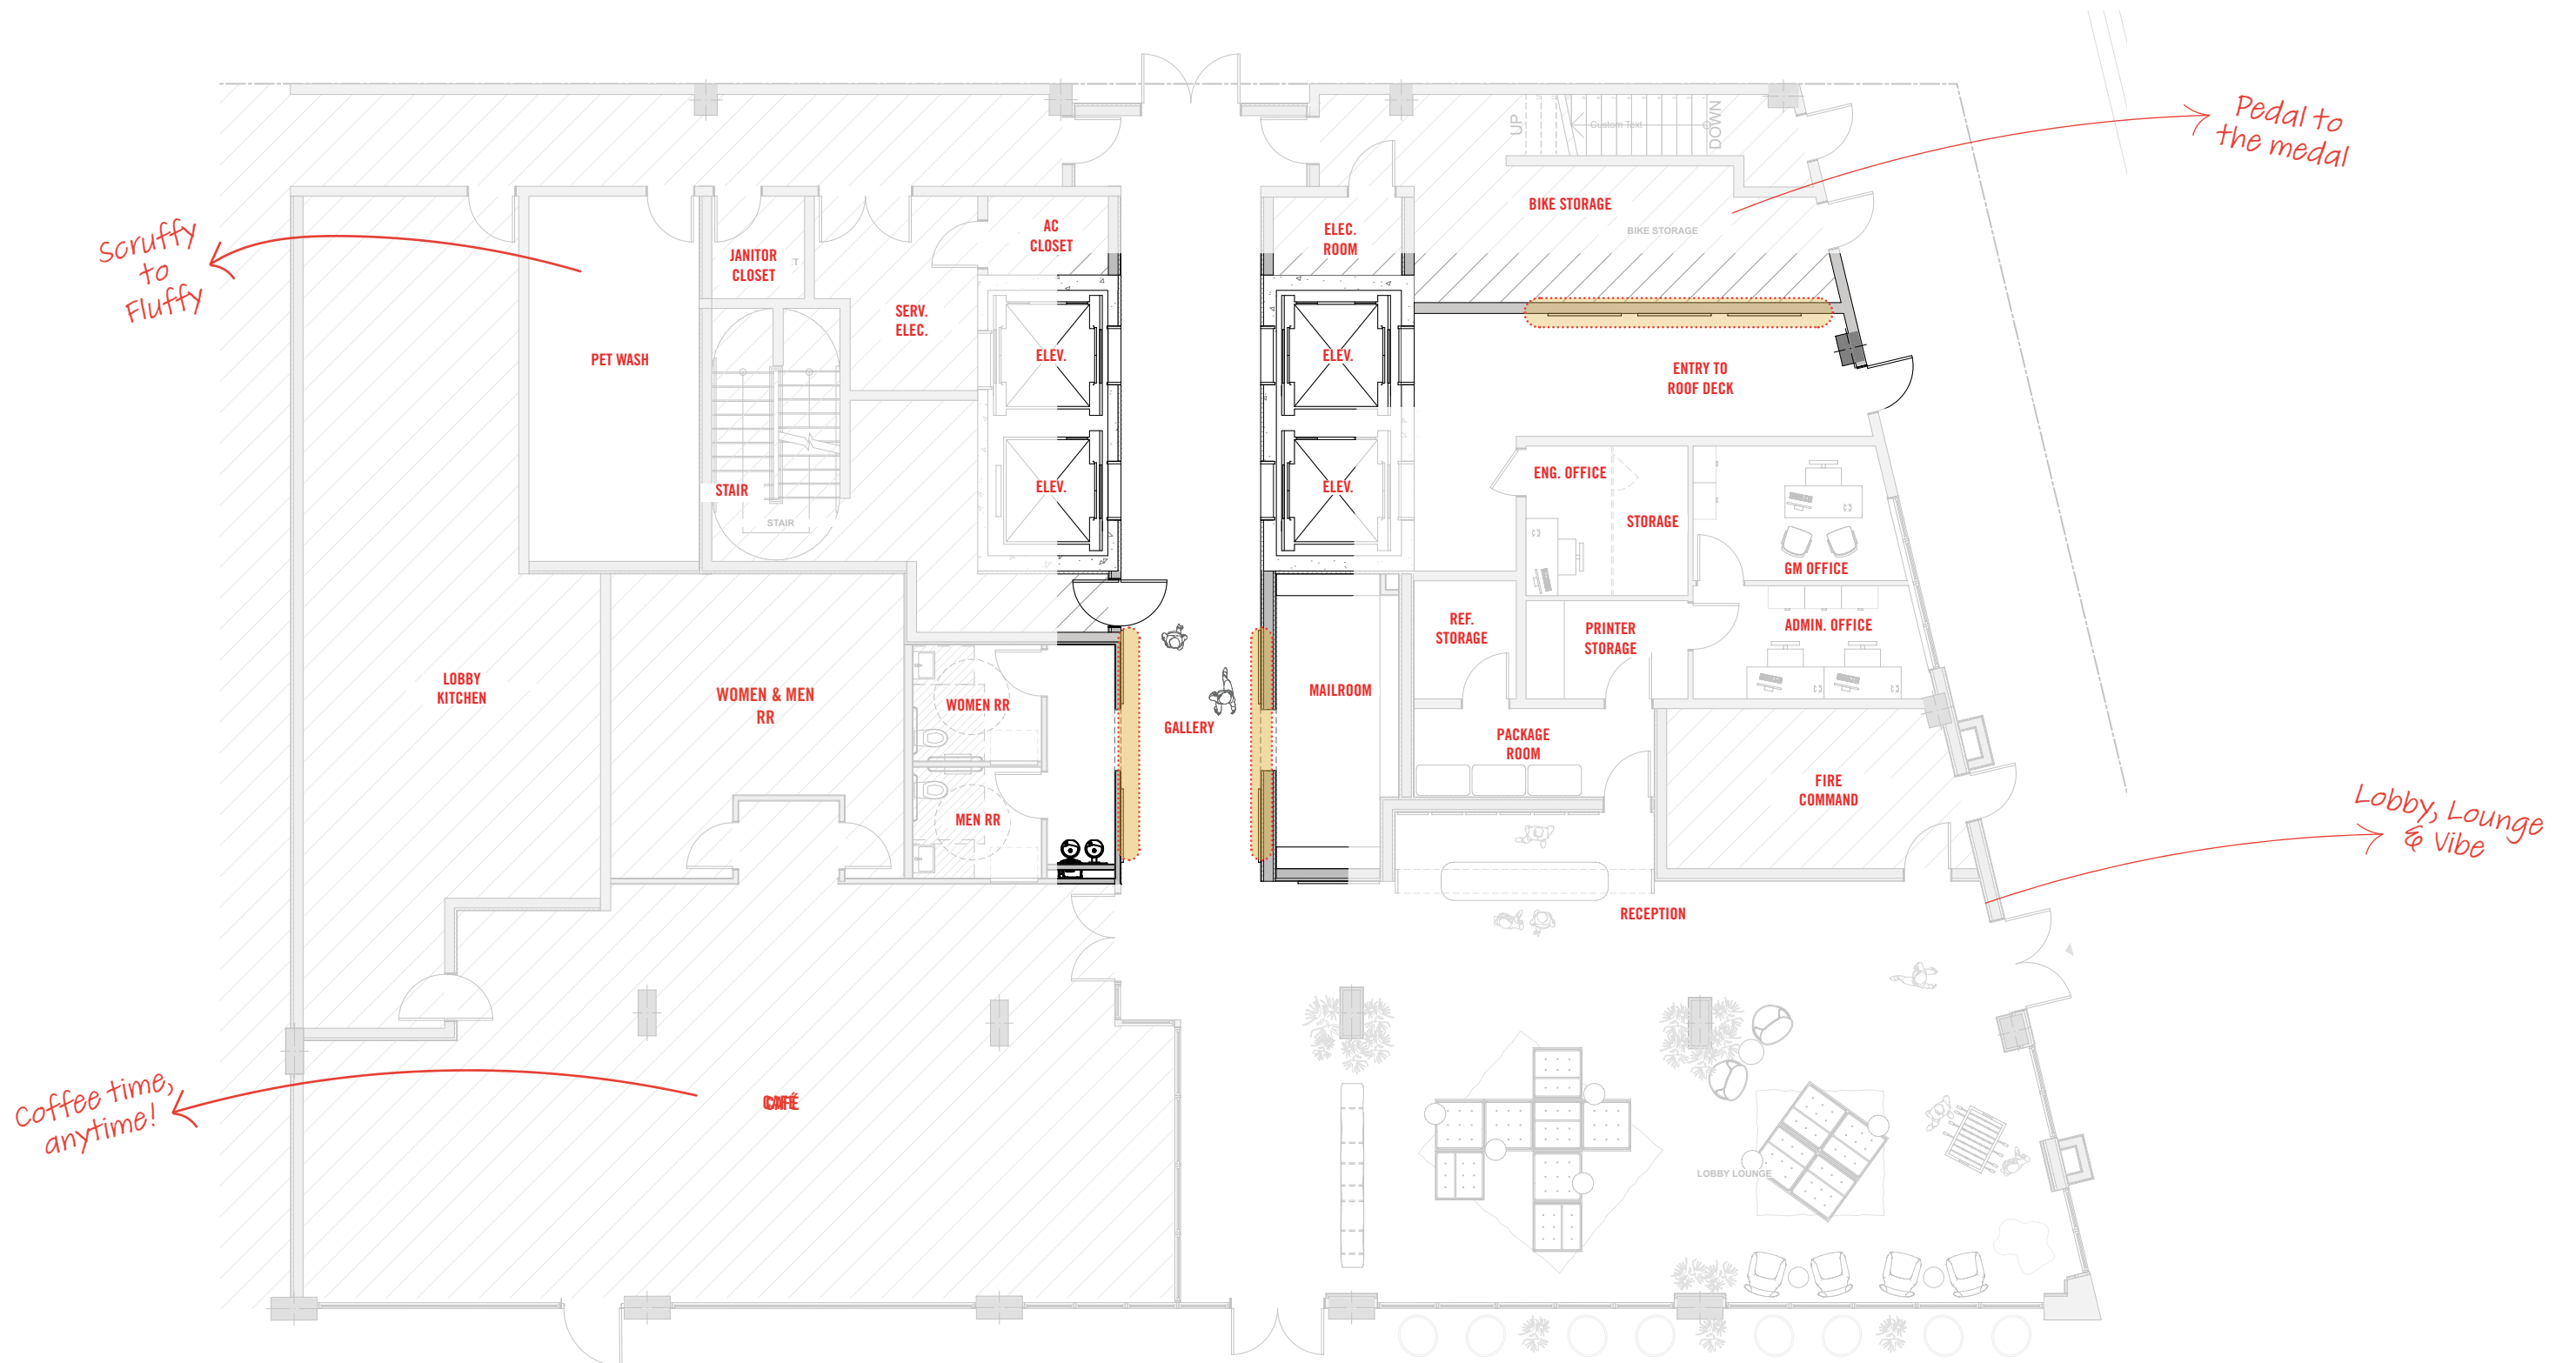 Pedal to
the medal
UP
Custom Text
DOWN
BIKE STORAGE
BIKE STORAGE
Scruffy
to
Fluffy
JANITOR
CLOSET
T
AC
CLOSET
ELEC.
ROOM
SERV.
ELEC.
PET WASH
ELEV.
ELEV.
ENTRY TO
ROOF DECK
STAIR
STAIR
ELEV.
ELEV.
ENG. OFFICE
STORAGE
GM OFFICE
REF.
STORAGE
PRINTER
STORAGE
ADMIN. OFFICE
LOBBY
KITCHEN
WOMEN & MEN
RR
WOMEN RR
GALLERY
MAILROOM
PACKAGE
ROOM
FIRE
COMMAND
MEN RR
Lobby, Lounge
& Vibe
RECEPTION
Coffee time,
anytime!
CAFÉ
LOBBY LOUNGE